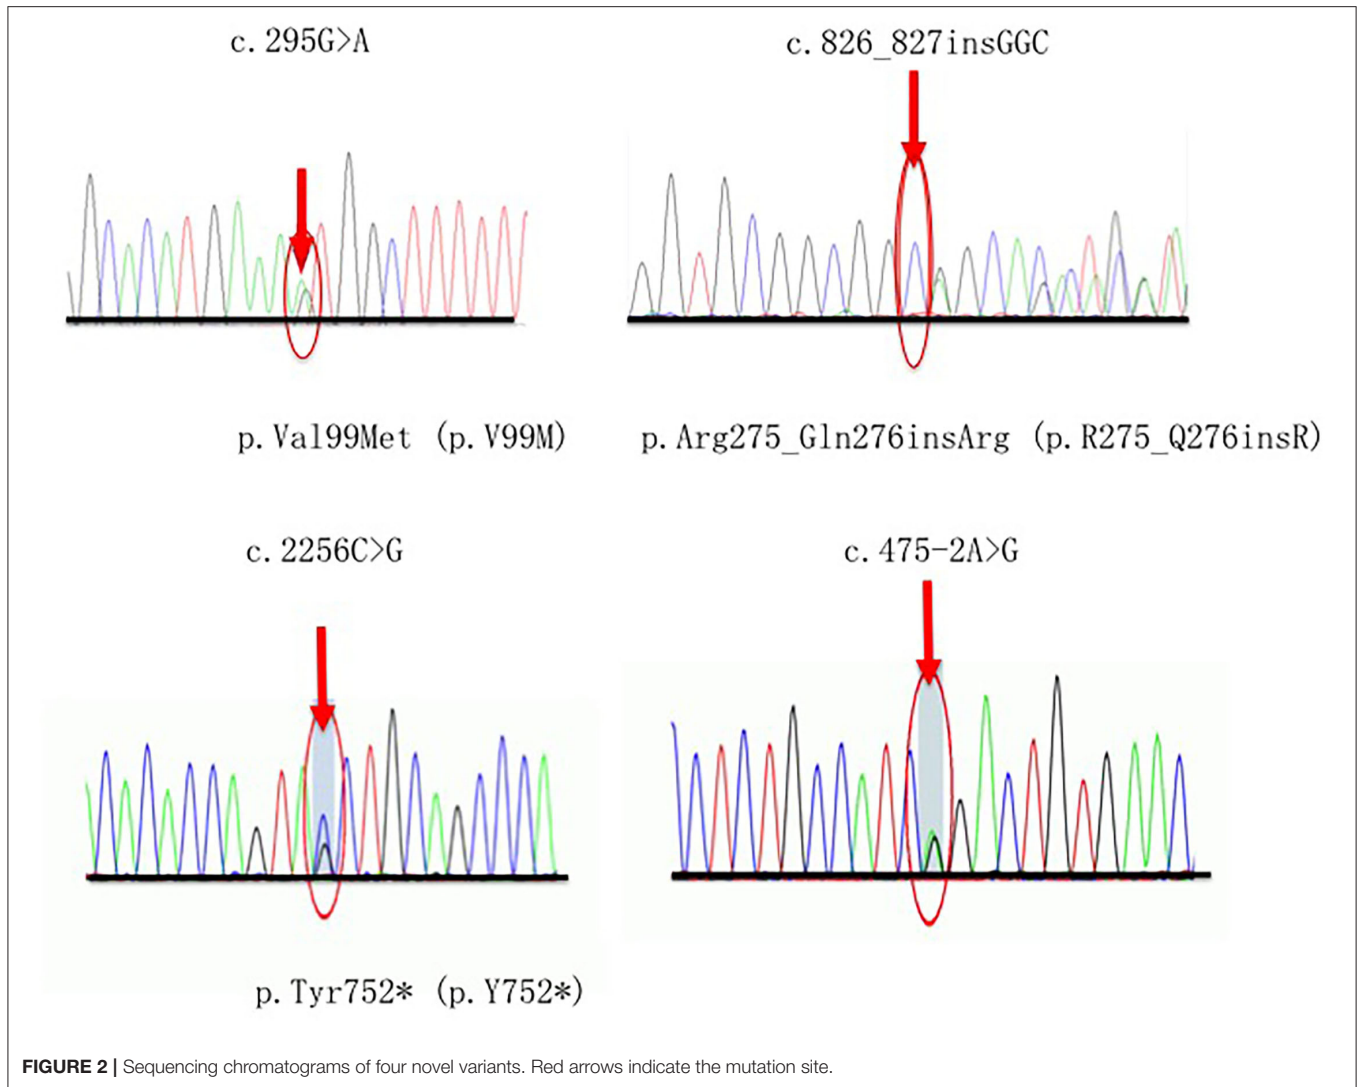 c.295G>A
c.826_827insGGC
p.Val99Met (p.V99M)
p.Arg275_Gln276insArg (p.R275_Q276insR)
c.2256C>G
c.475-2A>G
p.Tyr752* (p.Y752*)
FIGURE 2 | Sequencing chromatograms of four novel variants. Red arrows indicate the mutation site.